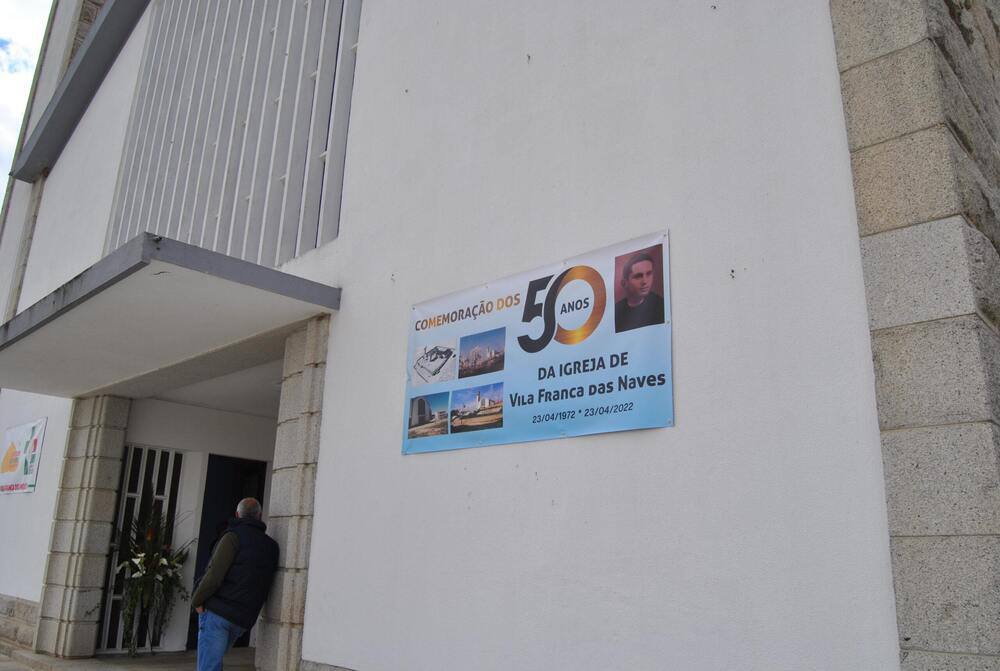 COMEMORAÇÃO DOS
50
ANOS
DA IGREJA DE
VILA FRANCA DAS NAVES
23/04/1972 * 23/04/2022